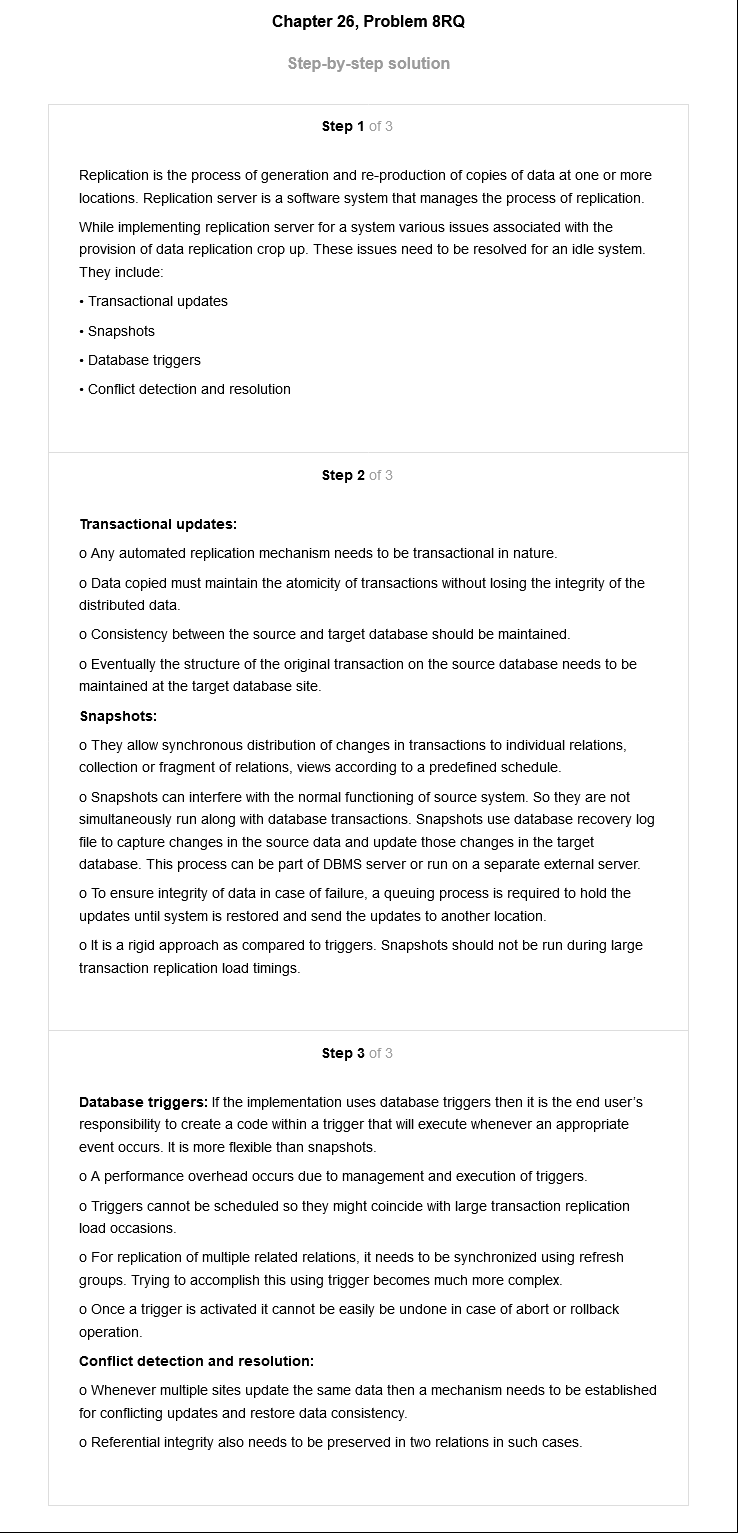 Chapter 26, Problem 8RQ
Step-by-step solution
Step 1 of 3
Replication is the process of generation and re-production of copies of data at one or more
locations. Replication server is a software system that manages the process of replication.
While implementing replication server for a system various issues associated with the
provision of data replication crop up. These issues need to be resolved for an idle system.
They include:
• Transactional updates
• Snapshots
• Database triggers
• Conflict detection and resolution
Step 2 of 3
Transactional updates:
o Any automated replication mechanism needs to be transactional in nature.
o Data copied must maintain the atomicity of transactions without losing the integrity of the
distributed data.
o Consistency between the source and target database should be maintained.
o Eventually the structure of the original transaction on the source database needs to be
maintained at the target database site.
Snapshots:
o They allow synchronous distribution of changes in transactions to individual relations,
collection or fragment of relations, views according to a predefined schedule.
o Snapshots can interfere with the normal functioning of source system. So they are not
simultaneously run along with database transactions. Snapshots use database recovery log
file to capture changes in the source data and update those changes in the target
database. This process can be part of DBMS server or run on a separate external server.
o To ensure integrity of data in case of failure, a queuing process is required to hold the
updates until system is restored and send the updates to another location.
o It is a rigid approach as compared to triggers. Snapshots should not be run during large
transaction replication load timings.
Step 3 of 3
Database triggers: If the implementation uses database triggers then it is the end user’s
responsibility to create a code within a trigger that will execute whenever an appropriate
event occurs. It is more flexible than snapshots.
o A performance overhead occurs due to management and execution of triggers.
o Triggers cannot be scheduled so they might coincide with large transaction replication
load occasions.
o For replication of multiple related relations, it needs to be synchronized using refresh
groups. Trying to accomplish this using trigger becomes much more complex.
o Once a trigger is activated it cannot be easily be undone in case of abort or rollback
operation.
Conflict detection and resolution:
o Whenever multiple sites update the same data then a mechanism needs to be established
for conflicting updates and restore data consistency.
o Referential integrity also needs to be preserved in two relations in such cases.